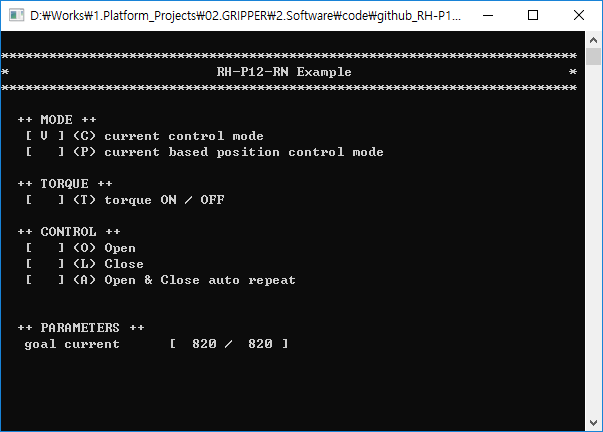 D:₩Works₩1.Platform_Projects₩02.GRIPPER₩2.Software₩code₩github_RH-P1...
************************************************************************
* RH-P12-RN Example *
************************************************************************
++ MODE ++
[ V ] (C) current control mode
[   ] (P) current based position control mode
++ TORQUE ++
[   ] (T) torque ON / OFF
++ CONTROL ++
[   ] (O) Open
[   ] (L) Close
[   ] (A) Open & Close auto repeat
++ PARAMETERS ++
goal current [ 820 / 820 ]